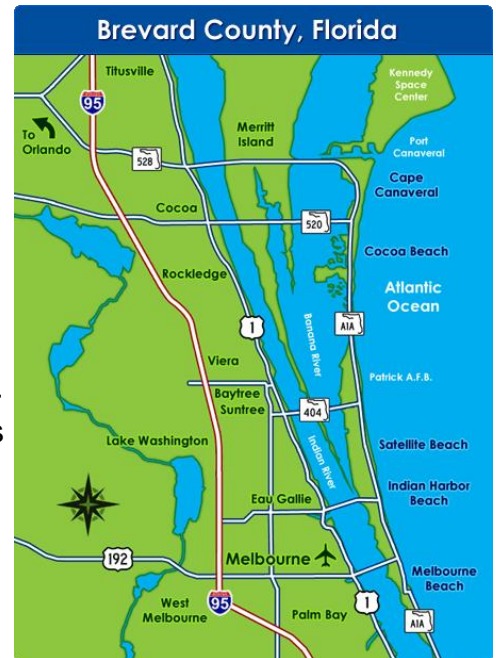 Brevard County, Florida
Titusville
Kennedy
Space
Center
95
To
Orlando
Merritt
Island
528
Port
Canaveral
Cape
Canaveral
Cocoa
520
Cocoa Beach
Rockledge
Atlantic
Ocean
1
A1A
Banana River
Viera
Patrick A.F.B.
Baytree
Suntree
404
Lake Washington
Indian River
Satellite Beach
Indian Harbor
Beach
Eau Gallie
192
Melbourne
Melbourne
Beach
West
Melbourne
95
Palm Bay
1
A1A